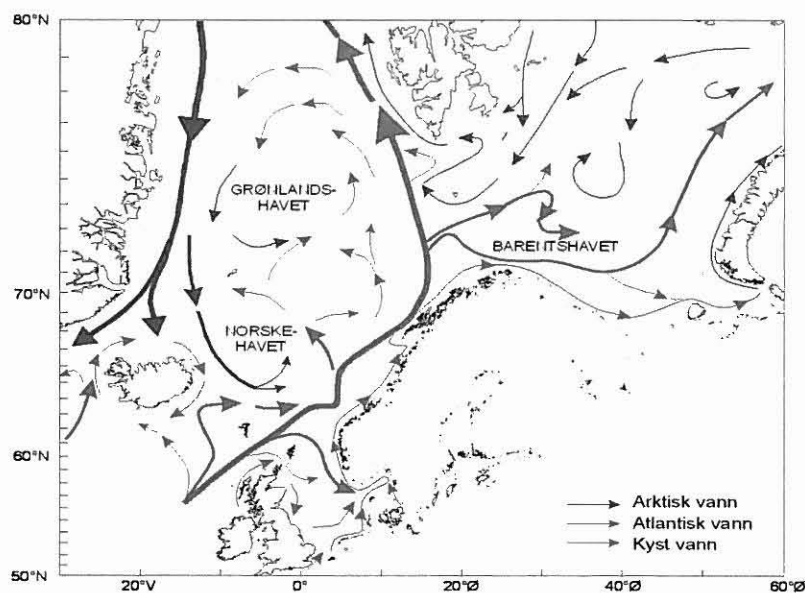 80°N
GRØNLANDS-
HAVET
BARENTSHAVET
70°N
NORSKE-
HAVET
60°N
Arktisk vann
Atlantisk vann
Kyst vann
50°N
20°V
0°
20°Ø
40°Ø
60°Ø